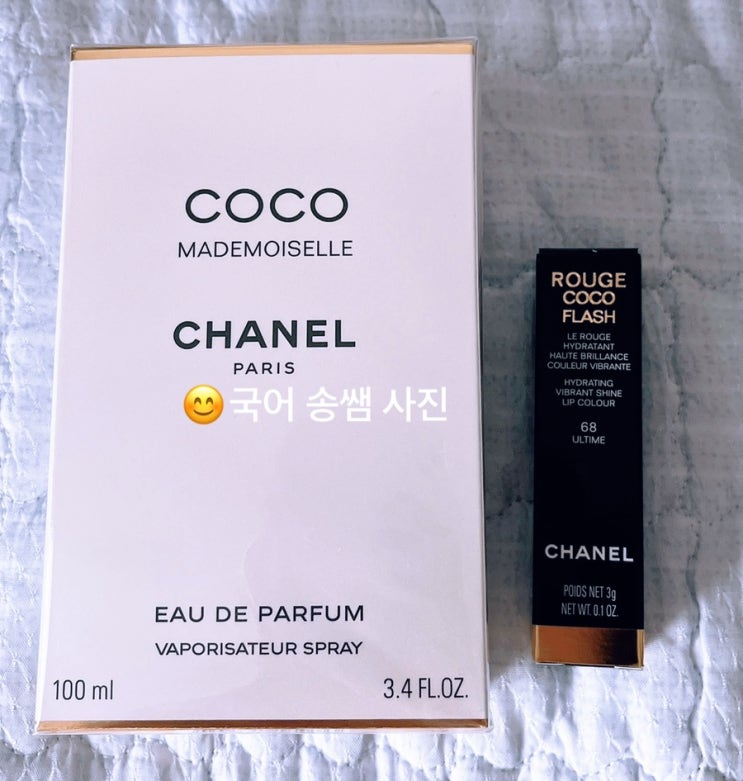 COCO
MADEMOISELLE
CHANEL
PARIS
😊국어 송쌤 사진
EAU DE PARFUM
VAPORISATEUR SPRAY
100 ml
3.4 FL.OZ.
ROUGE
COCO
FLASH
LE ROUGE
HYDRATANT
HAUTE BRILLANCE
COULEUR VIBRANTE
HYDRATING
VIBRANT SHINE
LIP COLOUR
68
ULTIME
CHANEL
POIDS NET 3g
NET WT. 0.1 OZ.